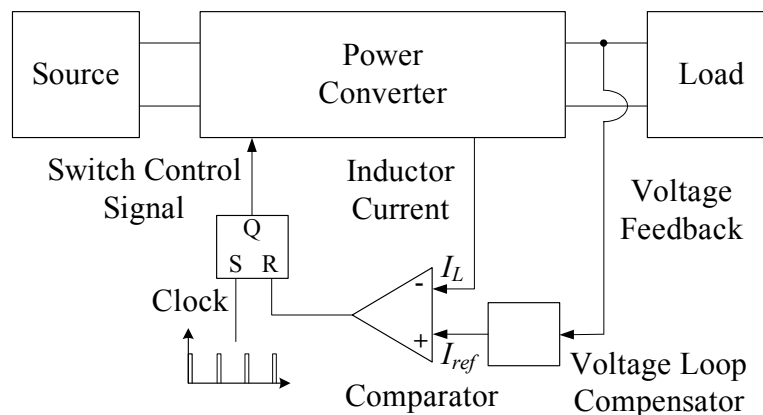 Source
Power
Converter
Load
Switch Control
Signal
Inductor
Current
Voltage
Feedback
Q
S R
Clock
I_L
-
+
I_ref
Comparator
Voltage Loop
Compensator